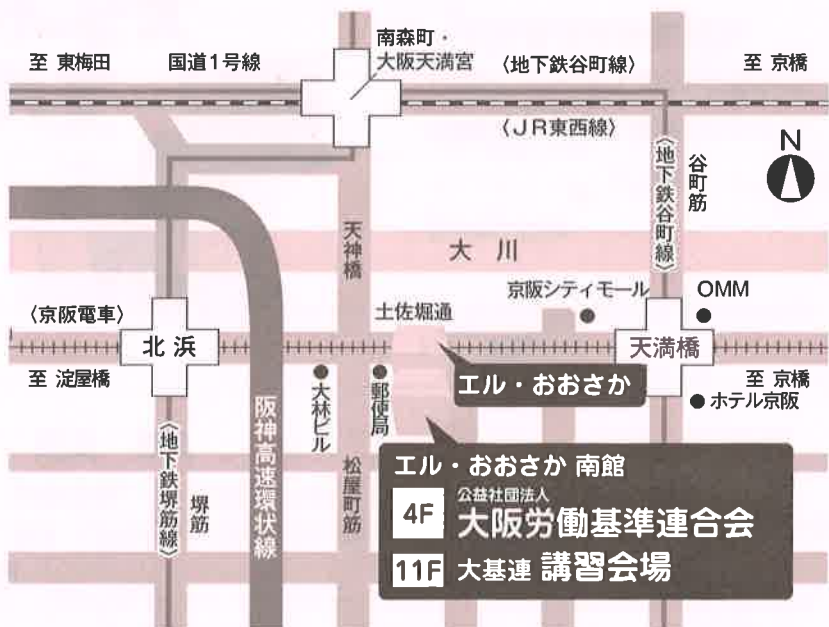 南森町・
大阪天満宮
至 東梅田
国道1号線
〈地下鉄谷町線〉
至 京橋
〈JR東西線〉
N
〈地下鉄谷町線〉
谷町筋
天神橋
大川
京阪シティモール
OMM
〈京阪電車〉
土佐堀通
北浜
天満橋
至 淀屋橋
エル・おおさか
至 京橋
ホテル京阪
大林ビル
郵便局
阪神高速環状線
〈地下鉄堺筋線〉
堺筋
松屋町筋
エル・おおさか 南館
公益社団法人
4F 大阪労働基準連合会
11F 大基連 講習会場